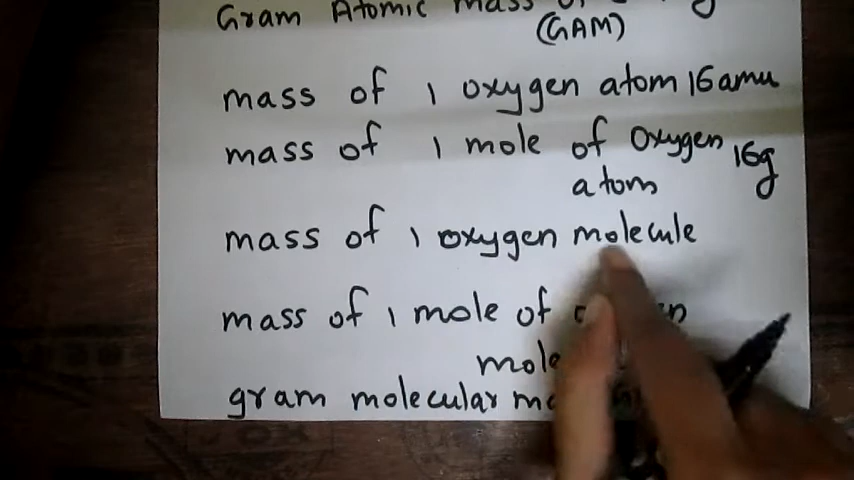 Gram Atomic Mass
(GAM)
mass of 1 oxygen atom 16amu
mass of 1 mole of Oxygen 16g
atom
mass of 1 oxygen molecule
mass of 1 mole of
gram molecular